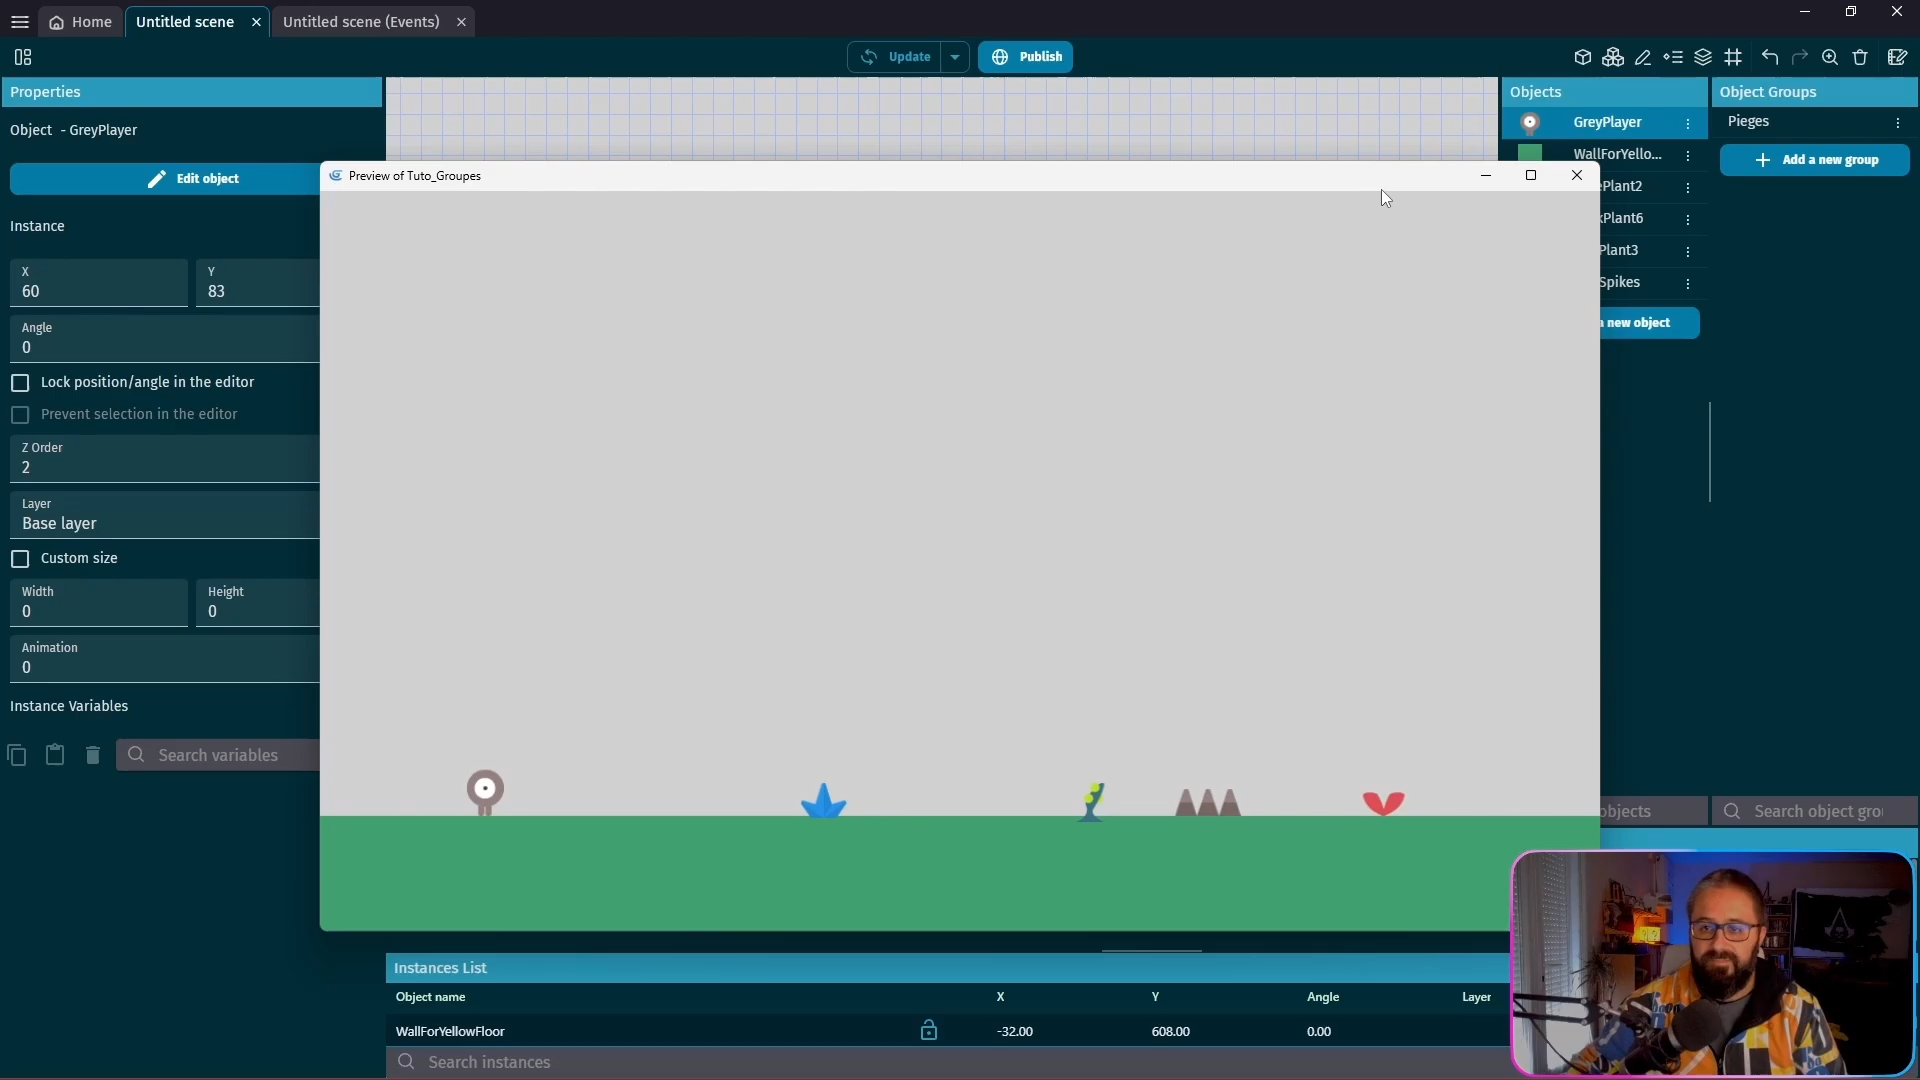 Home
Untitled scene
Untitled scene (Events)
Update
Publish
Properties
Object - GreyPlayer
Edit object
Instance
X
60
Y
83
Angle
0
Lock position/angle in the editor
Prevent selection in the editor
Z Order
2
Layer
Base layer
Custom size
Width
0
Height
0
Animation
0
Instance Variables
Search variables
Preview of Tuto_Groupes
Objects
GreyPlayer
WallForYello...
ePlant2
kPlant6
Plant3
Spikes
a new object
objects
Object Groups
Pieges
Add a new group
Search object gro
Instances List
Object name
X
Y
Angle
Layer
WallForYellowFloor
-32.00
608.00
0.00
Search instances